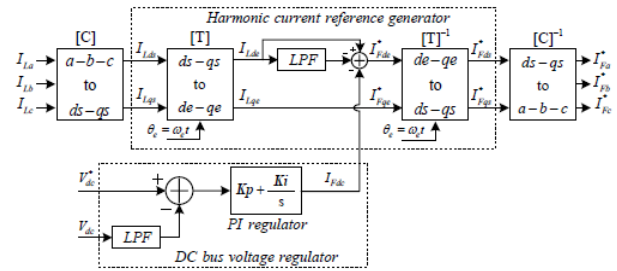 Harmonic current reference generator
[C]
[T]
[T]⁻¹
[C]⁻¹
I_La
I_Lb
I_Lc
a-b-c
to
ds-qs
I_Lds
I_Lqs
ds-qs
to
de-qe
θ_e = ω_e t
I_Lde
I_Lqe
LPF
- + -
I*_Fde
I*_Fqe
de-qe
to
ds-qs
θ_e = ω_e t
I*_Fds
I*_Fqs
ds-qs
to
a-b-c
I*_Fa
I*_Fb
I*_Fc
V*_dc
+
-
V_dc
LPF
Kp + Ki/s
I_Fdc
PI regulator
DC bus voltage regulator